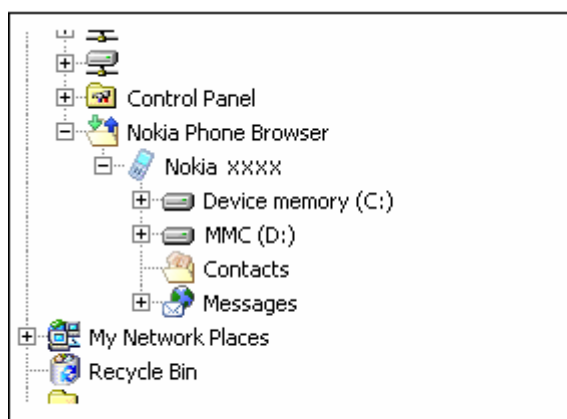 Control Panel
Nokia Phone Browser
Nokia xxxx
Device memory (C:)
MMC (D:)
Contacts
Messages
My Network Places
Recycle Bin